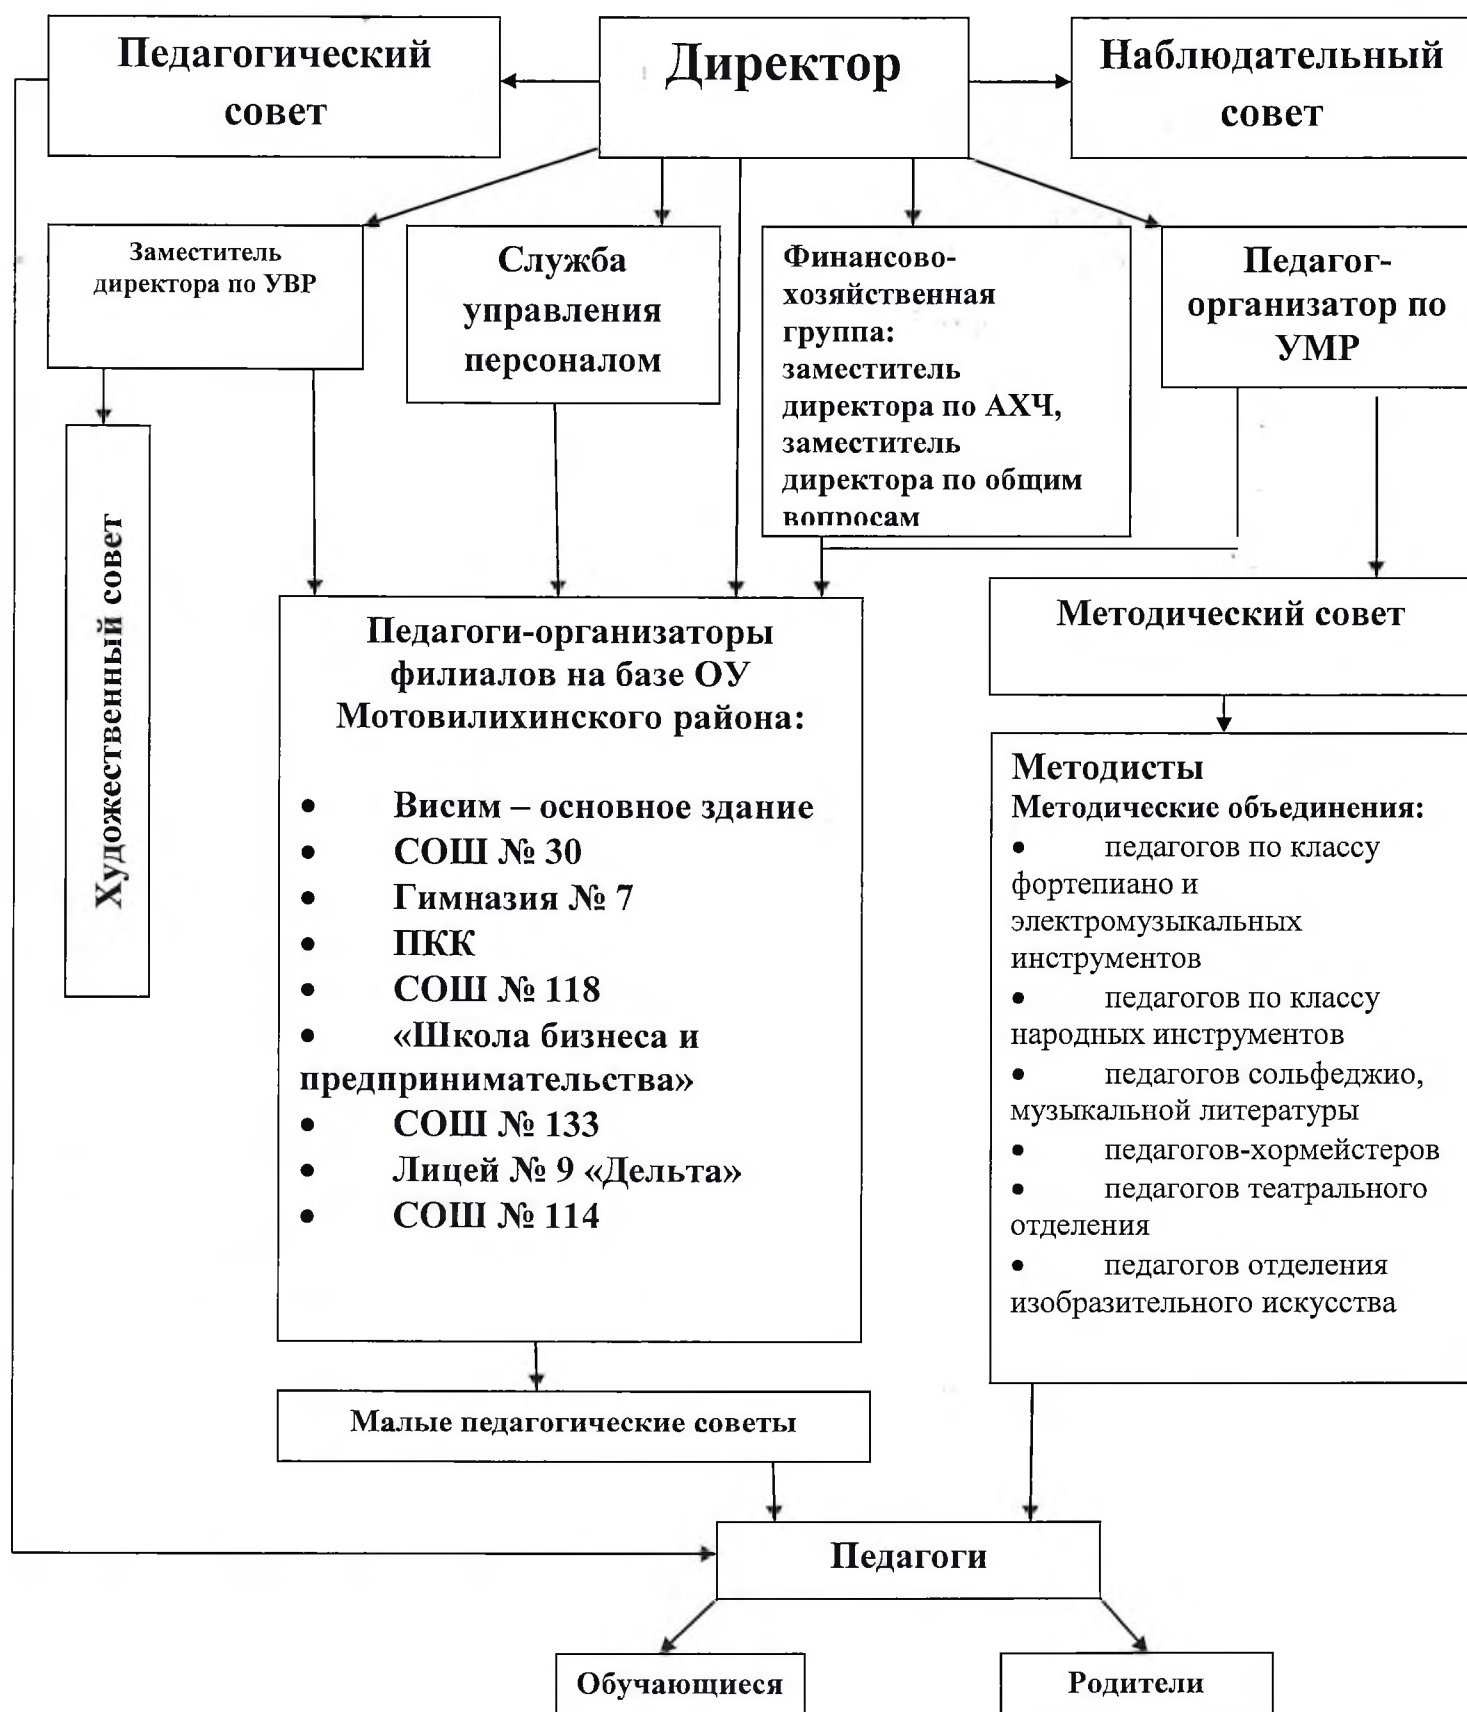 Педагогический
совет
Директор
Наблюдательный
совет
Заместитель
директора по УВР
Служба
управления
персоналом
Финансово-
хозяйственная
группа:
заместитель
директора по АХЧ,
заместитель
директора по общим
вопросам
Педагог-
организатор по
УМР
Художественный совет
Педагоги-организаторы
филиалов на базе ОУ
Мотовилихинского района:
• Висим – основное здание
• СОШ № 30
• Гимназия № 7
• ПКК
• СОШ № 118
• «Школа бизнеса и
предпринимательства»
• СОШ № 133
• Лицей № 9 «Дельта»
• СОШ № 114
Методический совет
Методисты
Методические объединения:
• педагогов по классу
фортепиано и
электромузыкальных
инструментов
• педагогов по классу
народных инструментов
• педагогов сольфеджио,
музыкальной литературы
• педагогов-хормейстеров
• педагогов театрального
отделения
• педагогов отделения
изобразительного искусства
Малые педагогические советы
Педагоги
Обучающиеся
Родители